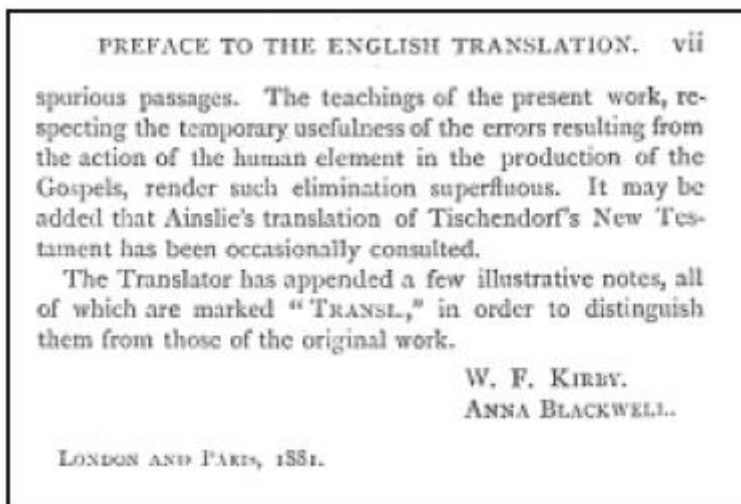 PREFACE TO THE ENGLISH TRANSLATION. vii
spurious passages. The teachings of the present work, re-
specting the temporary usefulness of the errors resulting from
the action of the human element in the production of the
Gospels, render such elimination superfluous. It may be
added that Ainslie's translation of Tischendorf's New Tes-
tament has been occasionally consulted.
The Translator has appended a few illustrative notes, all
of which are marked "TRANSL.," in order to distinguish
them from those of the original work.
W. F. KIRBY.
ANNA BLACKWELL.
LONDON AND PARIS, 1881.